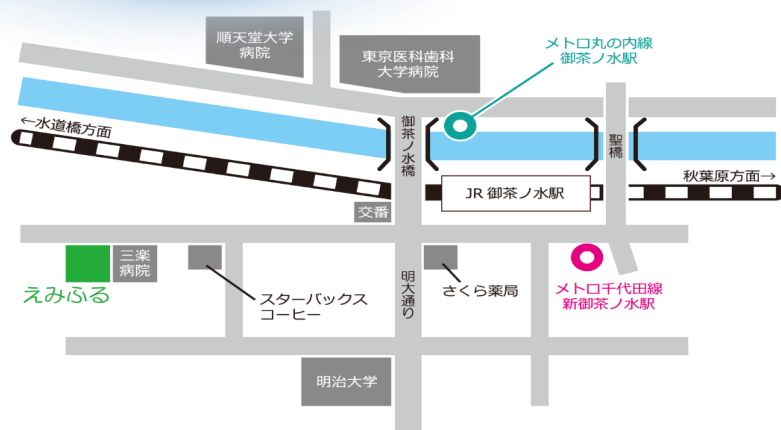 順天堂大学
病院
東京医科歯科
大学病院
メトロ丸の内線
御茶ノ水駅
←水道橋方面
御茶ノ水橋
聖橋
秋葉原方面→
JR 御茶ノ水駅
交番
三楽
病院
えみふる
スターバックス
コーヒー
明大通り
さくら薬局
メトロ千代田線
新御茶ノ水駅
明治大学